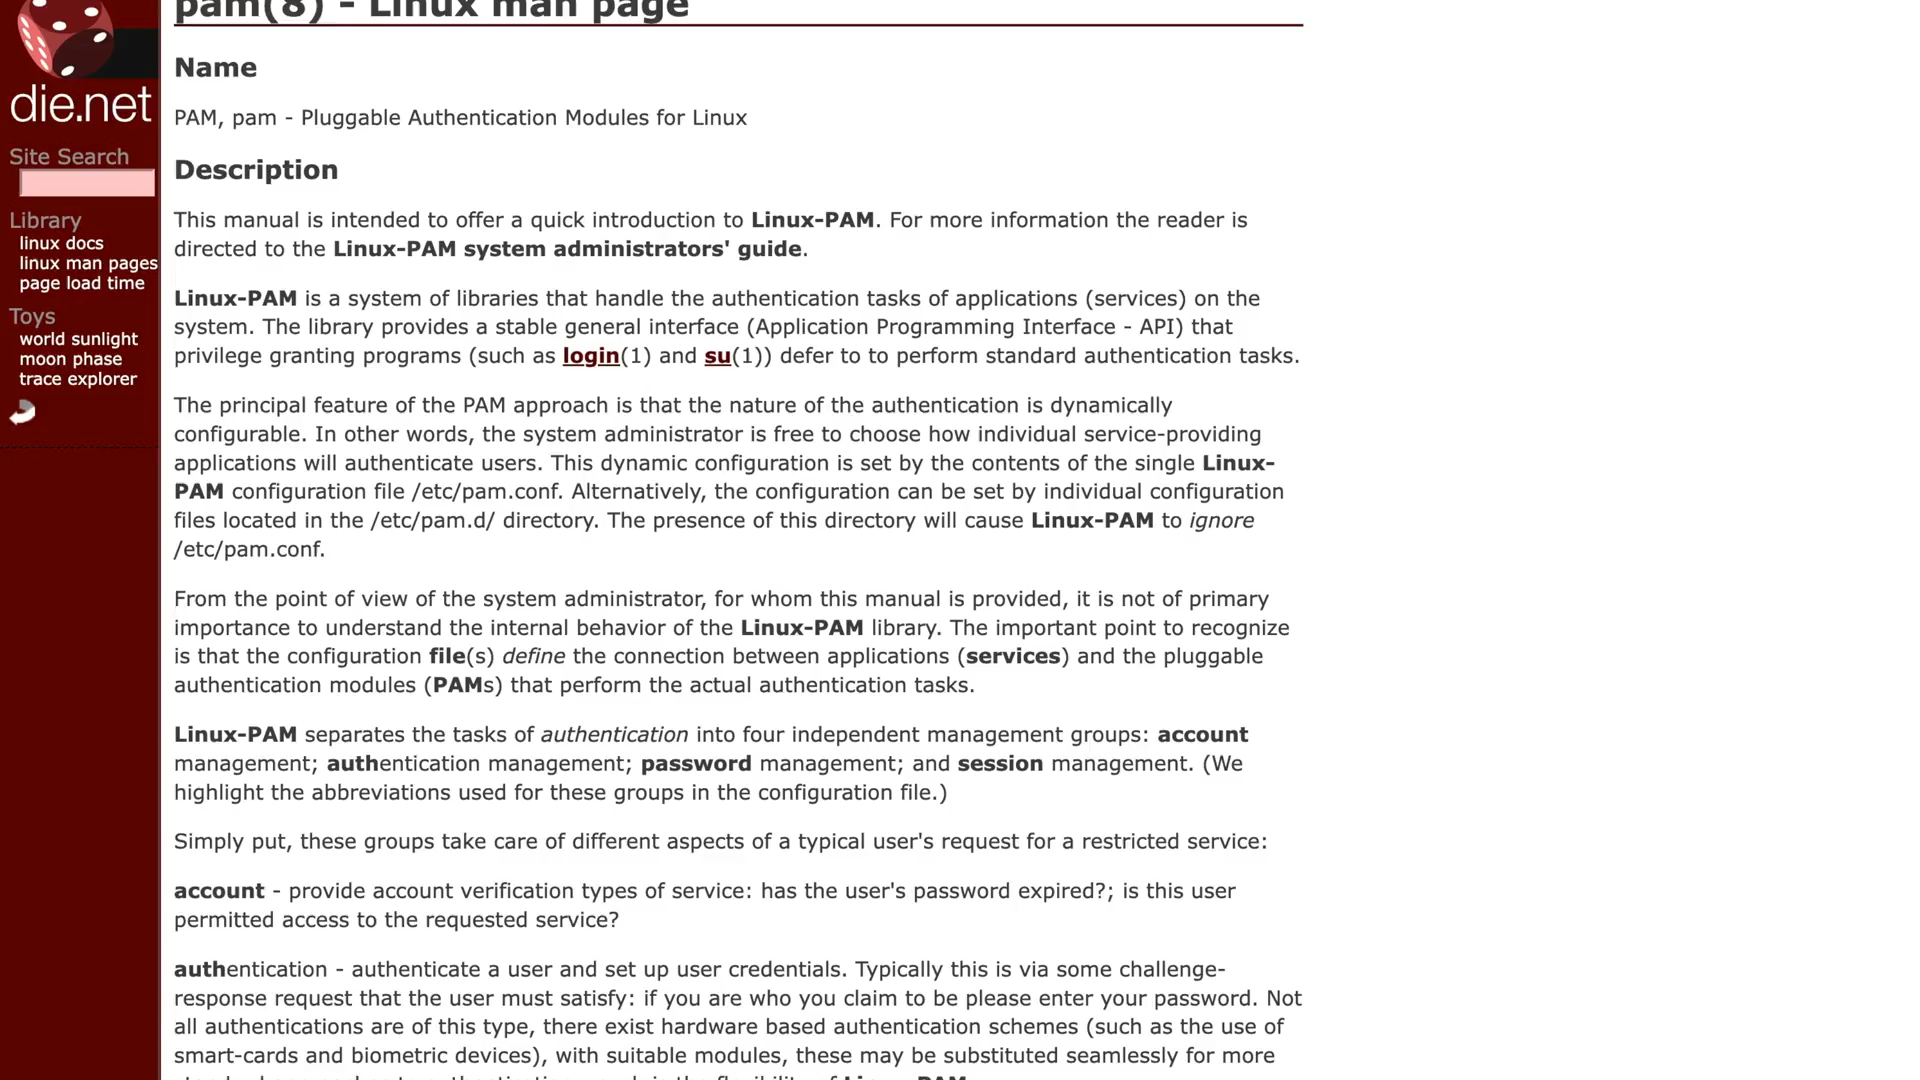 pam(8) - Linux man page
die.net
Site Search
Library
linux docs
linux man pages
page load time
Toys
world sunlight
moon phase
trace explorer
Name
PAM, pam - Pluggable Authentication Modules for Linux
Description
This manual is intended to offer a quick introduction to Linux-PAM. For more information the reader is
directed to the Linux-PAM system administrators' guide.
Linux-PAM is a system of libraries that handle the authentication tasks of applications (services) on the
system. The library provides a stable general interface (Application Programming Interface - API) that
privilege granting programs (such as login(1) and su(1)) defer to to perform standard authentication tasks.
The principal feature of the PAM approach is that the nature of the authentication is dynamically
configurable. In other words, the system administrator is free to choose how individual service-providing
applications will authenticate users. This dynamic configuration is set by the contents of the single Linux-
PAM configuration file /etc/pam.conf. Alternatively, the configuration can be set by individual configuration
files located in the /etc/pam.d/ directory. The presence of this directory will cause Linux-PAM to ignore
/etc/pam.conf.
From the point of view of the system administrator, for whom this manual is provided, it is not of primary
importance to understand the internal behavior of the Linux-PAM library. The important point to recognize
is that the configuration file(s) define the connection between applications (services) and the pluggable
authentication modules (PAMs) that perform the actual authentication tasks.
Linux-PAM separates the tasks of authentication into four independent management groups: account
management; authentication management; password management; and session management. (We
highlight the abbreviations used for these groups in the configuration file.)
Simply put, these groups take care of different aspects of a typical user's request for a restricted service:
account - provide account verification types of service: has the user's password expired?; is this user
permitted access to the requested service?
authentication - authenticate a user and set up user credentials. Typically this is via some challenge-
response request that the user must satisfy: if you are who you claim to be please enter your password. Not
all authentications are of this type, there exist hardware based authentication schemes (such as the use of
smart-cards and biometric devices), with suitable modules, these may be substituted seamlessly for more